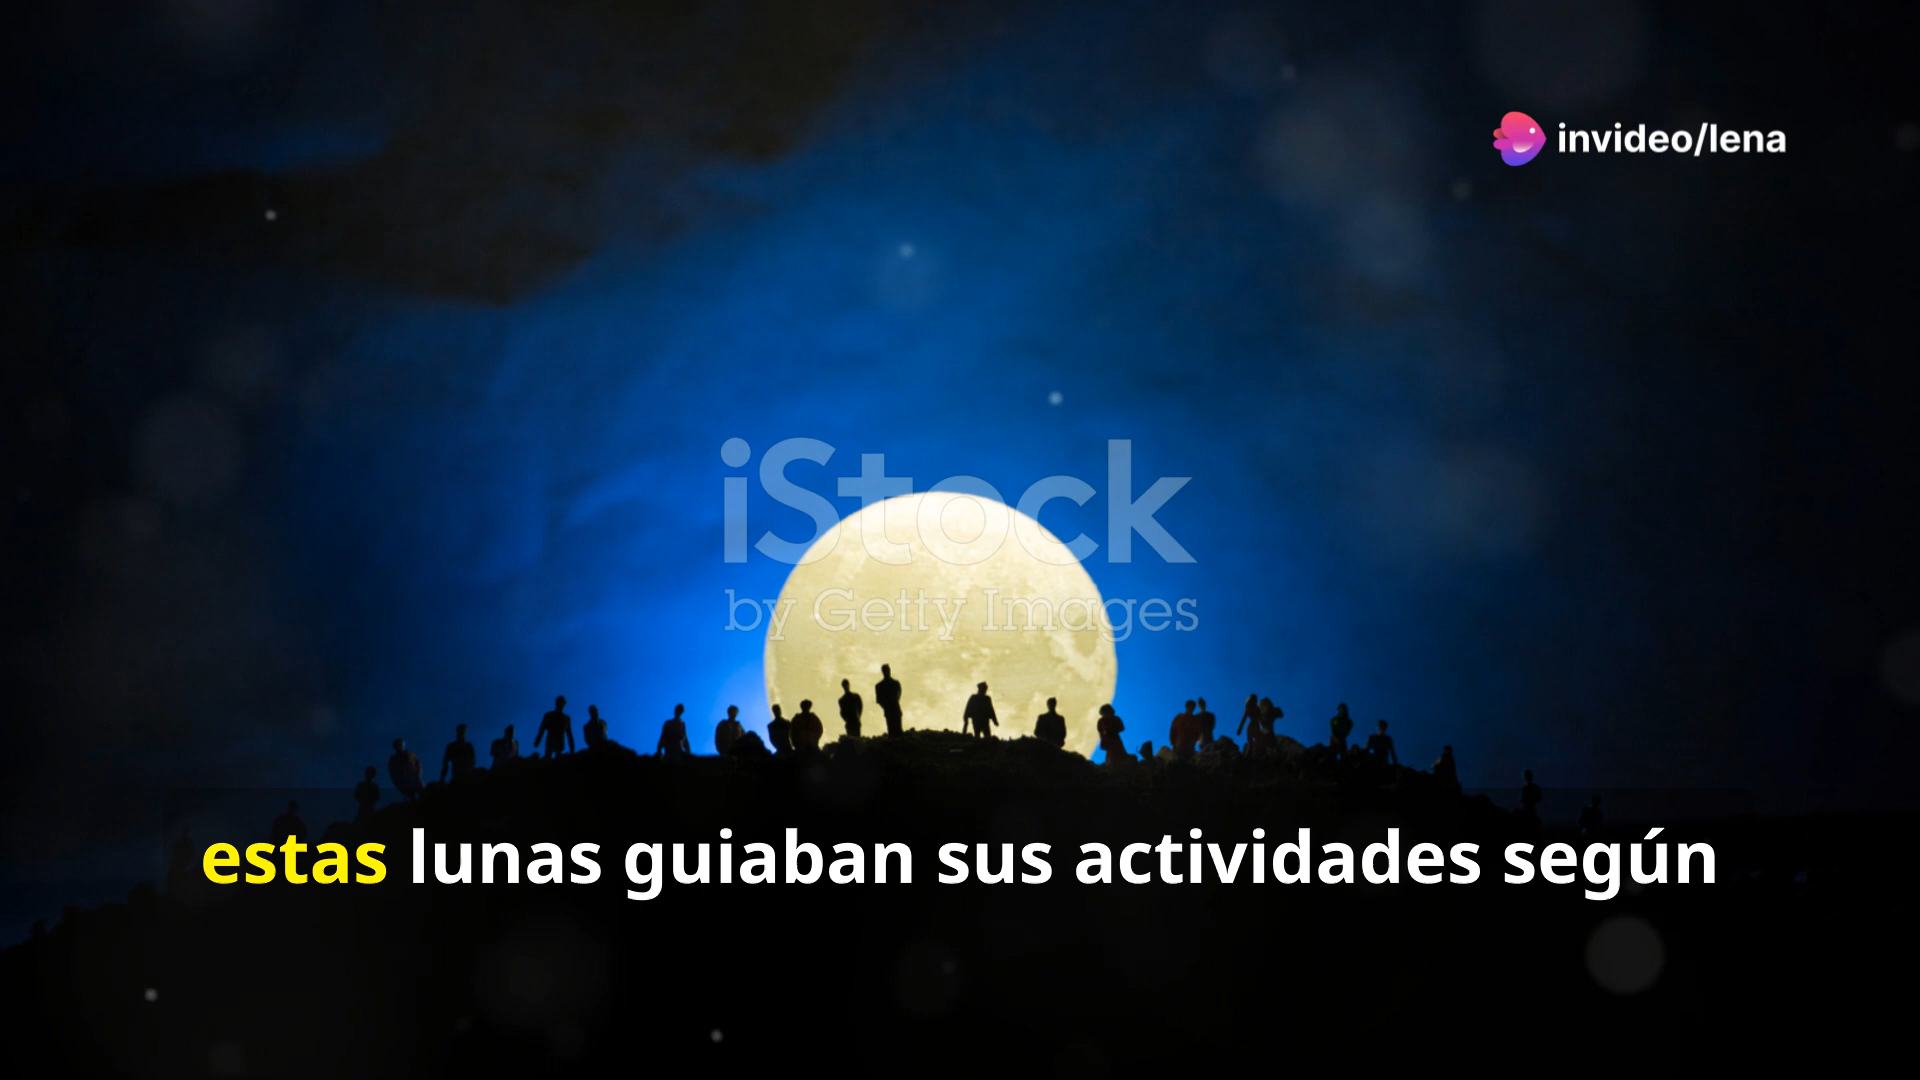 invideo/lena
iStock
by Getty Images
estas lunas guiaban sus actividades según